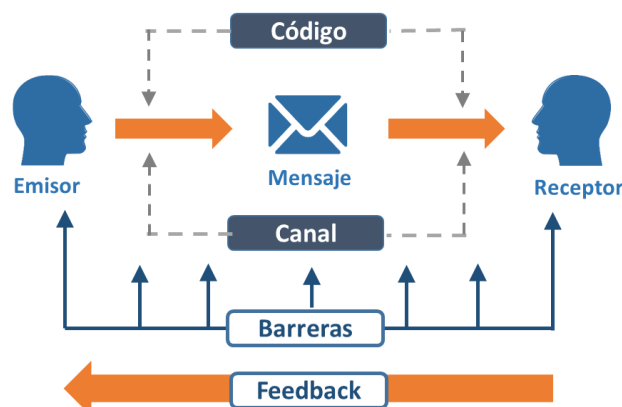 Código
Emisor
Mensaje
Receptor
Canal
Barreras
Feedback